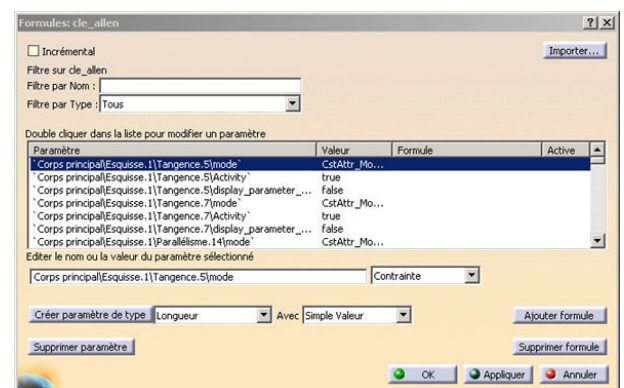 Formules: cle_allen
Incrémental Importer...
Filtre sur cle_allen
Filtre par Nom :
Filtre par Type : Tous
Double cliquer dans la liste pour modifier un paramètre
Paramètre Valeur Formule Active
`Corps principal\Esquisse.1\Tangence.5\mode` CstAttr_Mo...
`Corps principal\Esquisse.1\Tangence.5\Activity` true
`Corps principal\Esquisse.1\Tangence.5\display_parameter_... false
`Corps principal\Esquisse.1\Tangence.7\mode` CstAttr_Mo...
`Corps principal\Esquisse.1\Tangence.7\Activity` true
`Corps principal\Esquisse.1\Tangence.7\display_parameter_... false
`Corps principal\Esquisse.1\Parallélisme.14\mode` CstAttr_Mo...
Editer le nom ou la valeur du paramètre sélectionné
Corps principal\Esquisse.1\Tangence.5\mode Contrainte
Créer paramètre de type Longueur Avec Simple Valeur Ajouter formule
Supprimer paramètre Supprimer formule
OK Appliquer Annuler